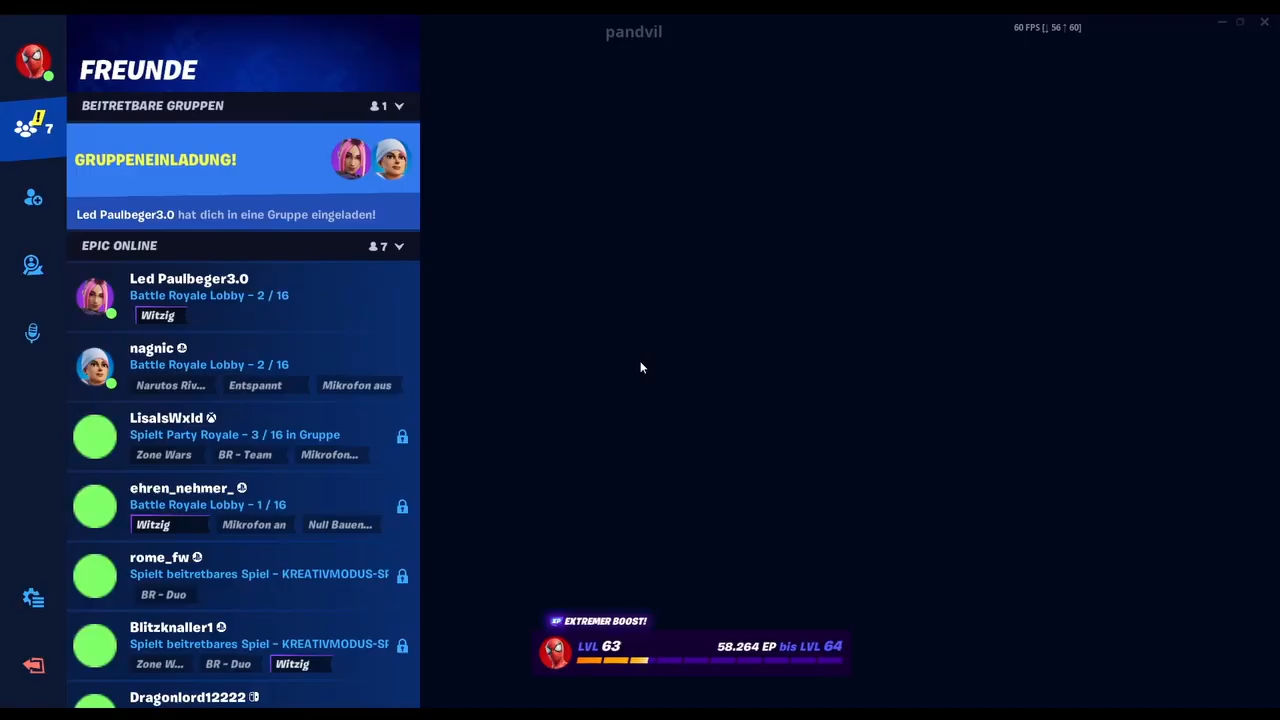 pandvil
60 FPS [↓ 56 ↑ 60]
FREUNDE
BEITRETBARE GRUPPEN 1
7
GRUPPENEINLADUNG!
Led Paulbeger3.0 hat dich in eine Gruppe eingeladen!
EPIC ONLINE 7
Led Paulbeger3.0
Battle Royale Lobby – 2 / 16
Witzig
nagnic
Battle Royale Lobby – 2 / 16
Narutos Riv... Entspannt Mikrofon aus
LisaIsWxld
Spielt Party Royale – 3 / 16 in Gruppe
Zone Wars BR – Team Mikrofon...
ehren_nehmer_
Battle Royale Lobby – 1 / 16
Witzig Mikrofon an Null Bauen...
rome_fw
Spielt beitretbares Spiel – KREATIVMODUS-SP
BR – Duo
Blitzknaller1
Spielt beitretbares Spiel – KREATIVMODUS-SP
Zone W... BR – Duo Witzig
Dragonlord12222
XP EXTREMER BOOST!
LVL 63 58.264 EP bis LVL 64